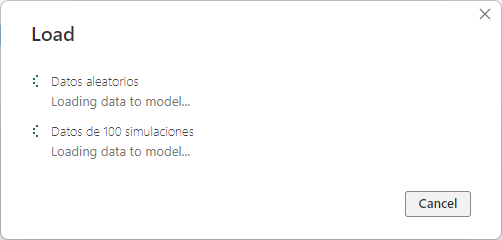 Load
Datos aleatorios
Loading data to model...
Datos de 100 simulaciones
Loading data to model...
Cancel